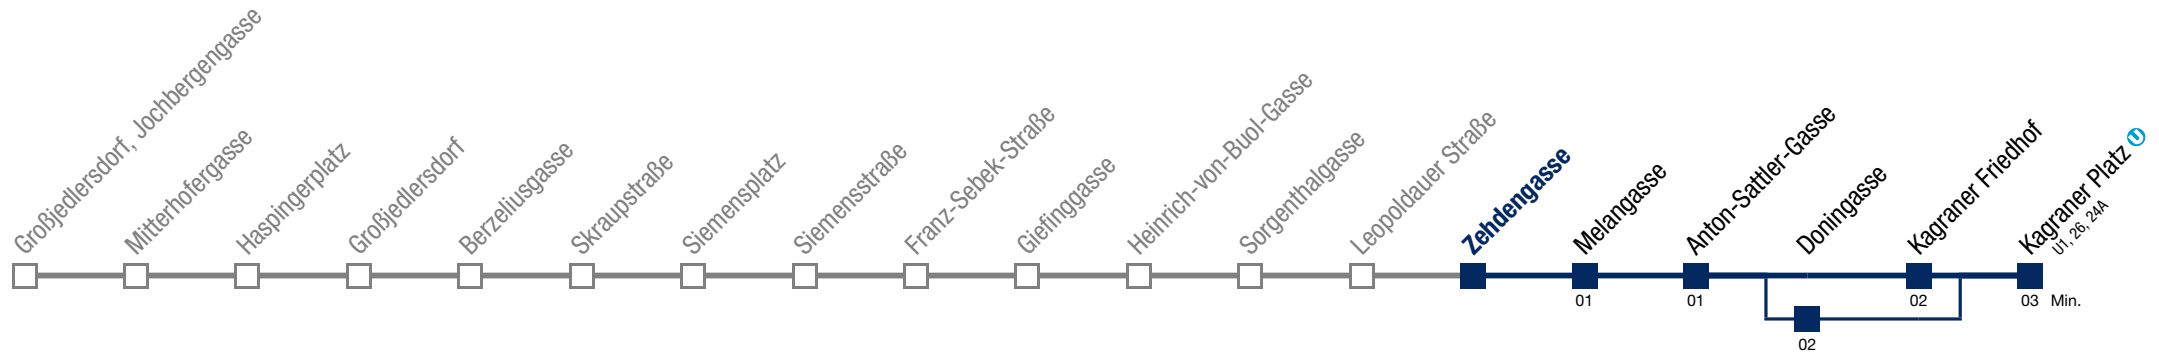 Großjedlersdorf, Jochbergengasse
Mitterhofergasse
Haspingerplatz
Großjedlersdorf
Berzeliusgasse
Skraupstraße
Siemensplatz
Siemensstraße
Franz-Sebek-Straße
Giefinggasse
Heinrich-von-Buol-Gasse
Sorgenthalgasse
Leopoldauer Straße
Zehdengasse
Melangasse
Anton-Sattler-Gasse
Doningasse
Kagraner Friedhof
Kagraner Platz U
U1, 26, 24A
01
01
02
03 Min.
02